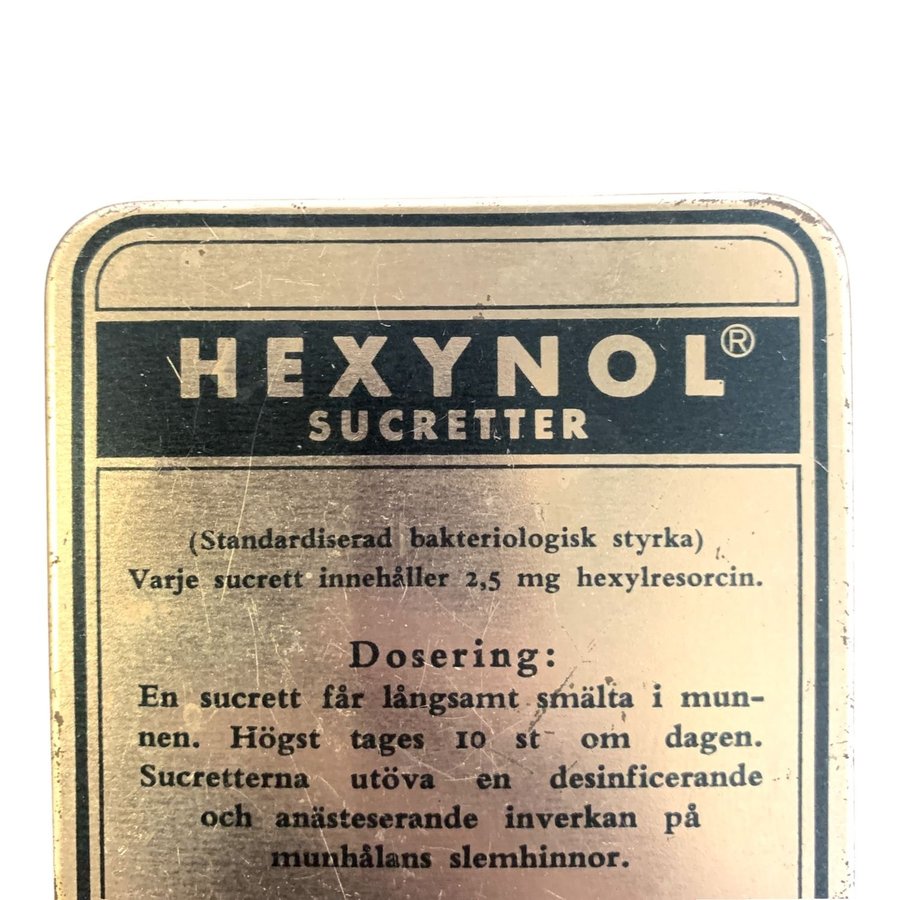 HEXYNOL®
SUCRETTER
(Standardiserad bakteriologisk styrka)
Varje sucrett innehåller 2,5 mg hexylresorcin.
Dosering:
En sucrett får långsamt smälta i mun-
nen. Högst tages 10 st om dagen.
Sucretterna utöva en desinficerande
och anästeserande inverkan på
munhålans slemhinnor.